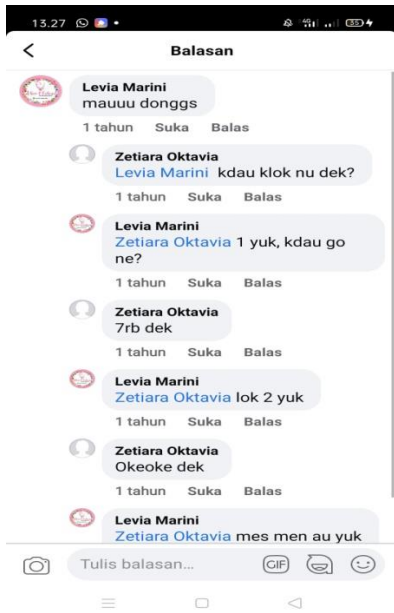 13.27
Balasan
Levia Marini
mauuu donggs
1 tahun Suka Balas
Zetiara Oktavia
Levia Marini kdau klok nu dek?
1 tahun Suka Balas
Levia Marini
Zetiara Oktavia 1 yuk, kdau go
ne?
1 tahun Suka Balas
Zetiara Oktavia
7rb dek
1 tahun Suka Balas
Levia Marini
Zetiara Oktavia lok 2 yuk
1 tahun Suka Balas
Zetiara Oktavia
Okeoke dek
1 tahun Suka Balas
Levia Marini
Zetiara Oktavia mes men au yuk
Tulis balasan...
GIF